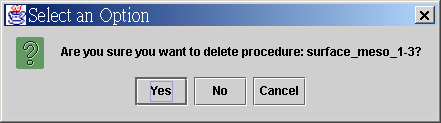 Select an Option
Are you sure you want to delete procedure: surface_meso_1-3?
Yes No Cancel